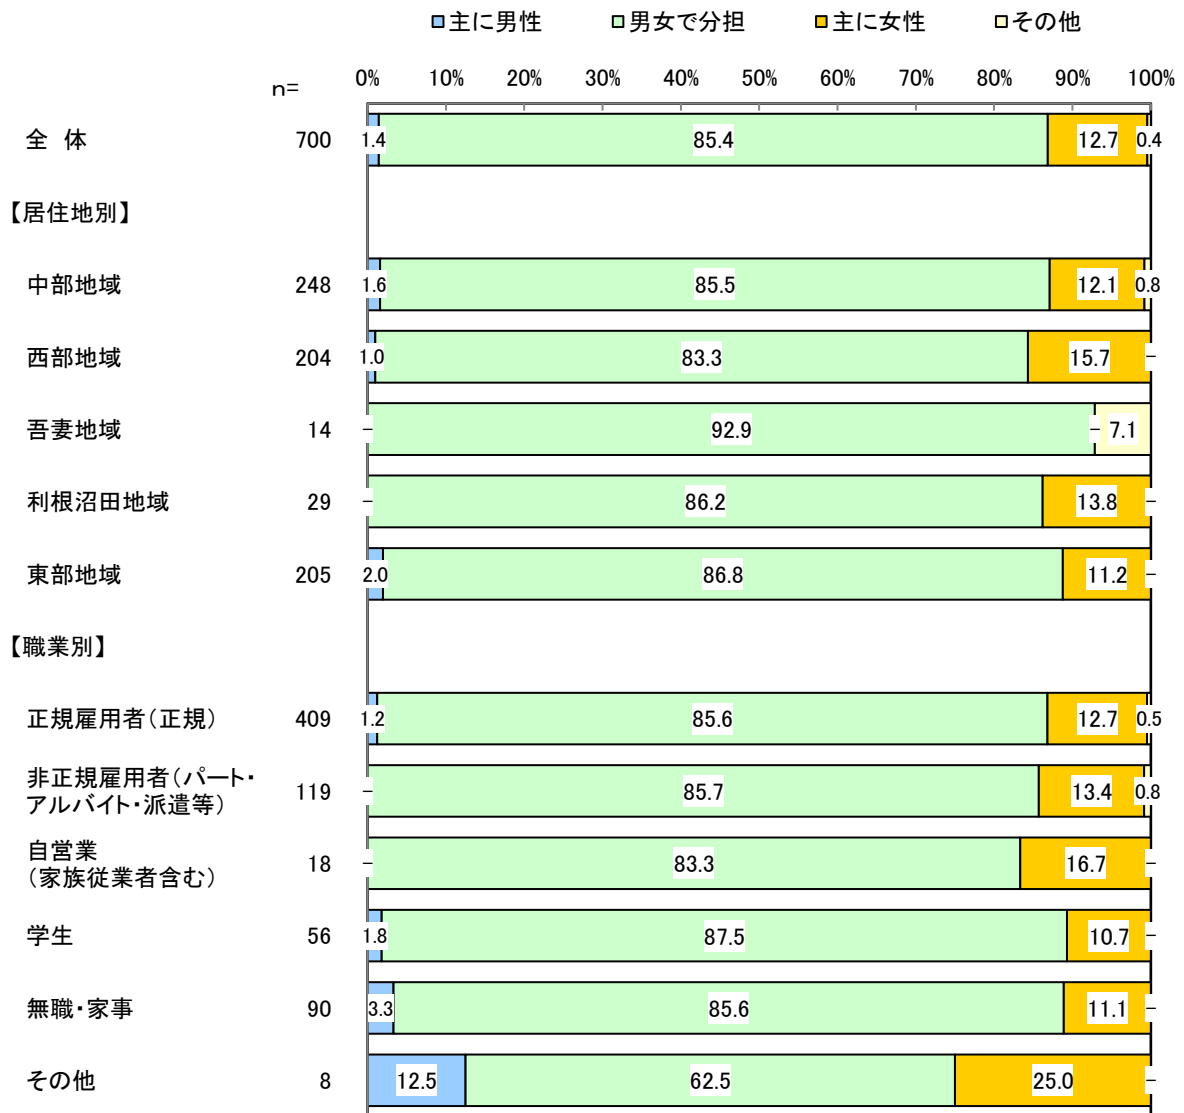 ■主に男性 ■男女で分担 ■主に女性 □その他
n= 0% 10% 20% 30% 40% 50% 60% 70% 80% 90% 100%
全 体 700 1.4 85.4 12.7 0.4
【居住地別】
中部地域 248 1.6 85.5 12.1 0.8
西部地域 204 1.0 83.3 15.7 -
吾妻地域 14 - 92.9 - 7.1
利根沼田地域 29 86.2 13.8
東部地域 205 2.0 86.8 11.2 -
【職業別】
正規雇用者(正規) 409 1.2 85.6 12.7 0.5
非正規雇用者(パート・
アルバイト・派遣等) 119 85.7 13.4 0.8
自営業
(家族従業者含む) 18 83.3 16.7 -
学生 56 1.8 87.5 10.7 -
無職・家事 90 3.3 85.6 11.1 -
その他 8 12.5 62.5 25.0 -